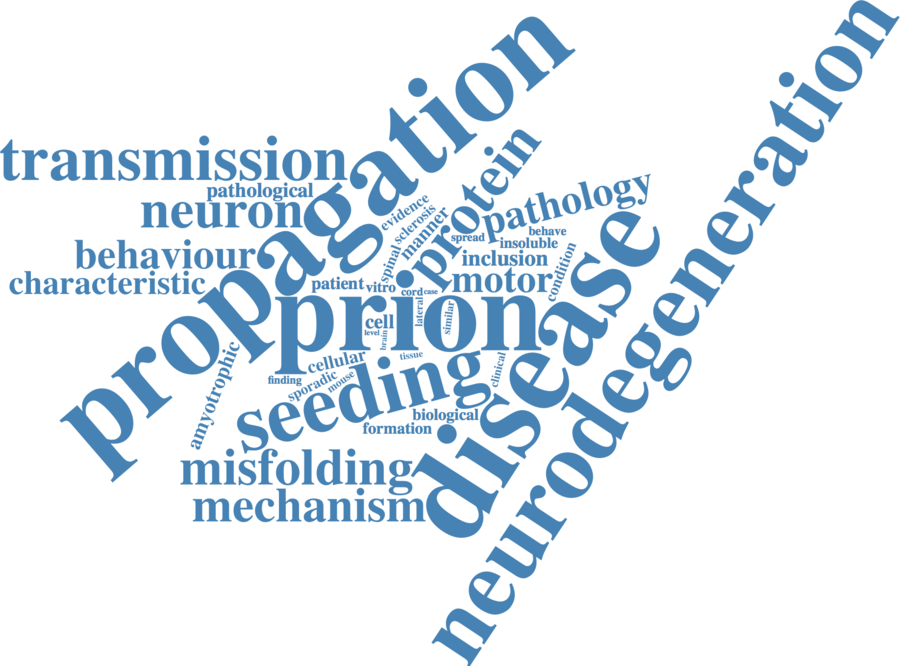 neurodegeneration
propagation
transmission
pathological
neuron
behaviour
characteristic
protein
pathology
evidence
sclerosis
manner
spinal
spread
behave
insoluble
inclusion
motor
condition
patient
vitro
cord
case
prion
disease
lateral
similar
cell
level
brain
tissue
cellular
finding
sporadic
mouse
seeding
clinical
amyotrophic
biological
formation
misfolding
mechanism